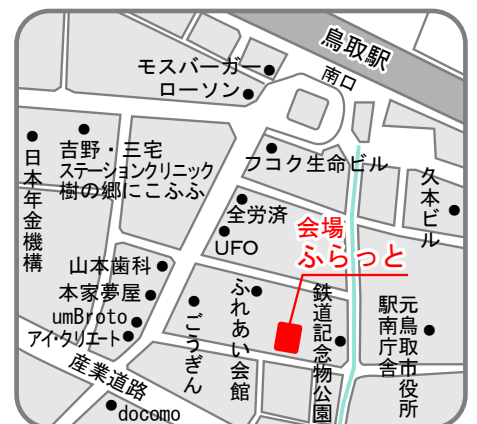 鳥取駅
南口
モスバーガー
ローソン
日本年金機構
吉野・三宅
ステーションクリニック
樹の郷にこふふ
フコク生命ビル
久本ビル
全労済
UFO
会場
ふらっと
山本歯科
本家夢屋
umBroto
アイ・クリエート
ごうぎん
ふれあい会館
鉄道記念物公園
元鳥取市役所
駅南庁舎
産業道路
docomo